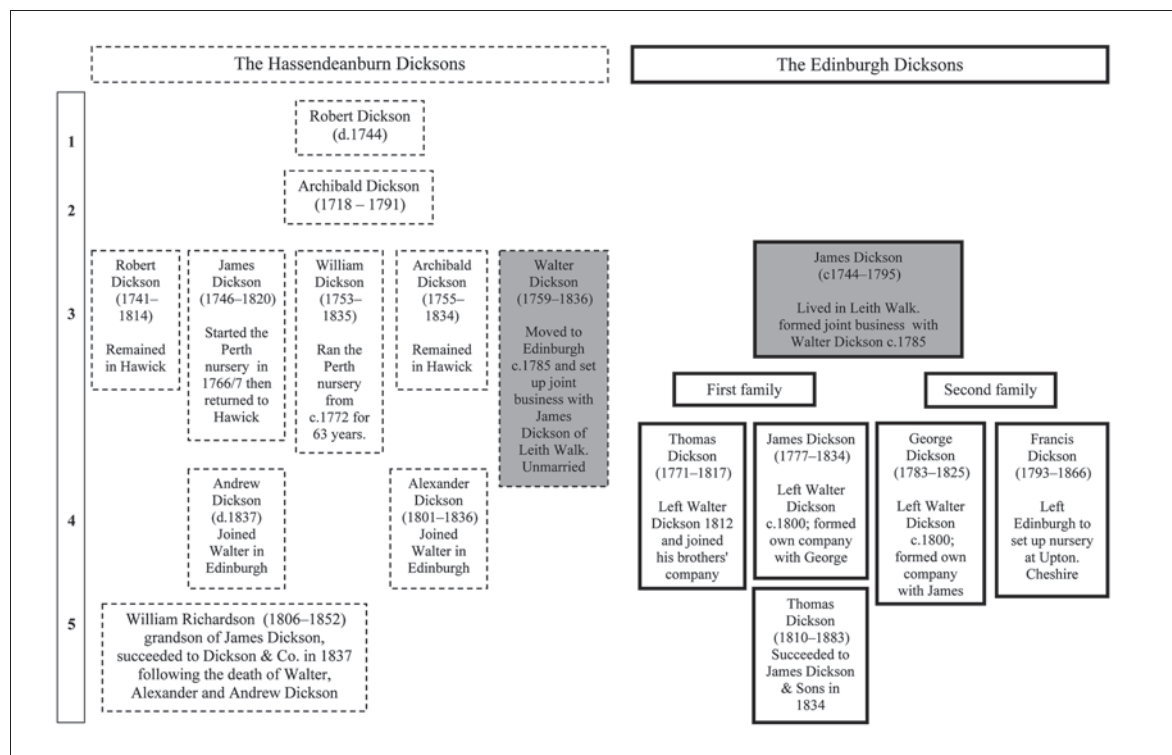 The Hassendeanburn Dicksons
The Edinburgh Dicksons
1
Robert Dickson
(d.1744)
2
Archibald Dickson
(1718 – 1791)
3
Robert
Dickson
(1741–
1814)
Remained
in Hawick
James
Dickson
(1746–1820)
Started the
Perth
nursery in
1766/7 then
returned to
Hawick
William
Dickson
(1753–
1835)
Ran the
Perth
nursery
from
c.1772 for
63 years.
Archibald
Dickson
(1755–
1834)
Remained
in Hawick
Walter
Dickson
(1759–1836)
Moved to
Edinburgh
c.1785 and set
up joint
business with
James
Dickson of
Leith Walk.
Unmarried
James Dickson
(c1744–1795)
Lived in Leith Walk.
formed joint business with
Walter Dickson c.1785
First family
Second family
4
Andrew
Dickson
(d.1837)
Joined
Walter in
Edinburgh
Alexander
Dickson
(1801–1836)
Joined
Walter in
Edinburgh
Thomas
Dickson
(1771–1817)
Left Walter
Dickson 1812
and joined
his brothers'
company
James Dickson
(1777–1834)
Left Walter
Dickson
c.1800; formed
own company
with George
George
Dickson
(1783–1825)
Left Walter
Dickson
c.1800;
formed own
company
with James
Francis
Dickson
(1793–1866)
Left
Edinburgh to
set up nursery
at Upton.
Cheshire
5
William Richardson (1806–1852)
grandson of James Dickson,
succeeded to Dickson & Co. in 1837
following the death of Walter,
Alexander and Andrew Dickson
Thomas
Dickson
(1810–1883)
Succeeded to
James Dickson
& Sons in
1834